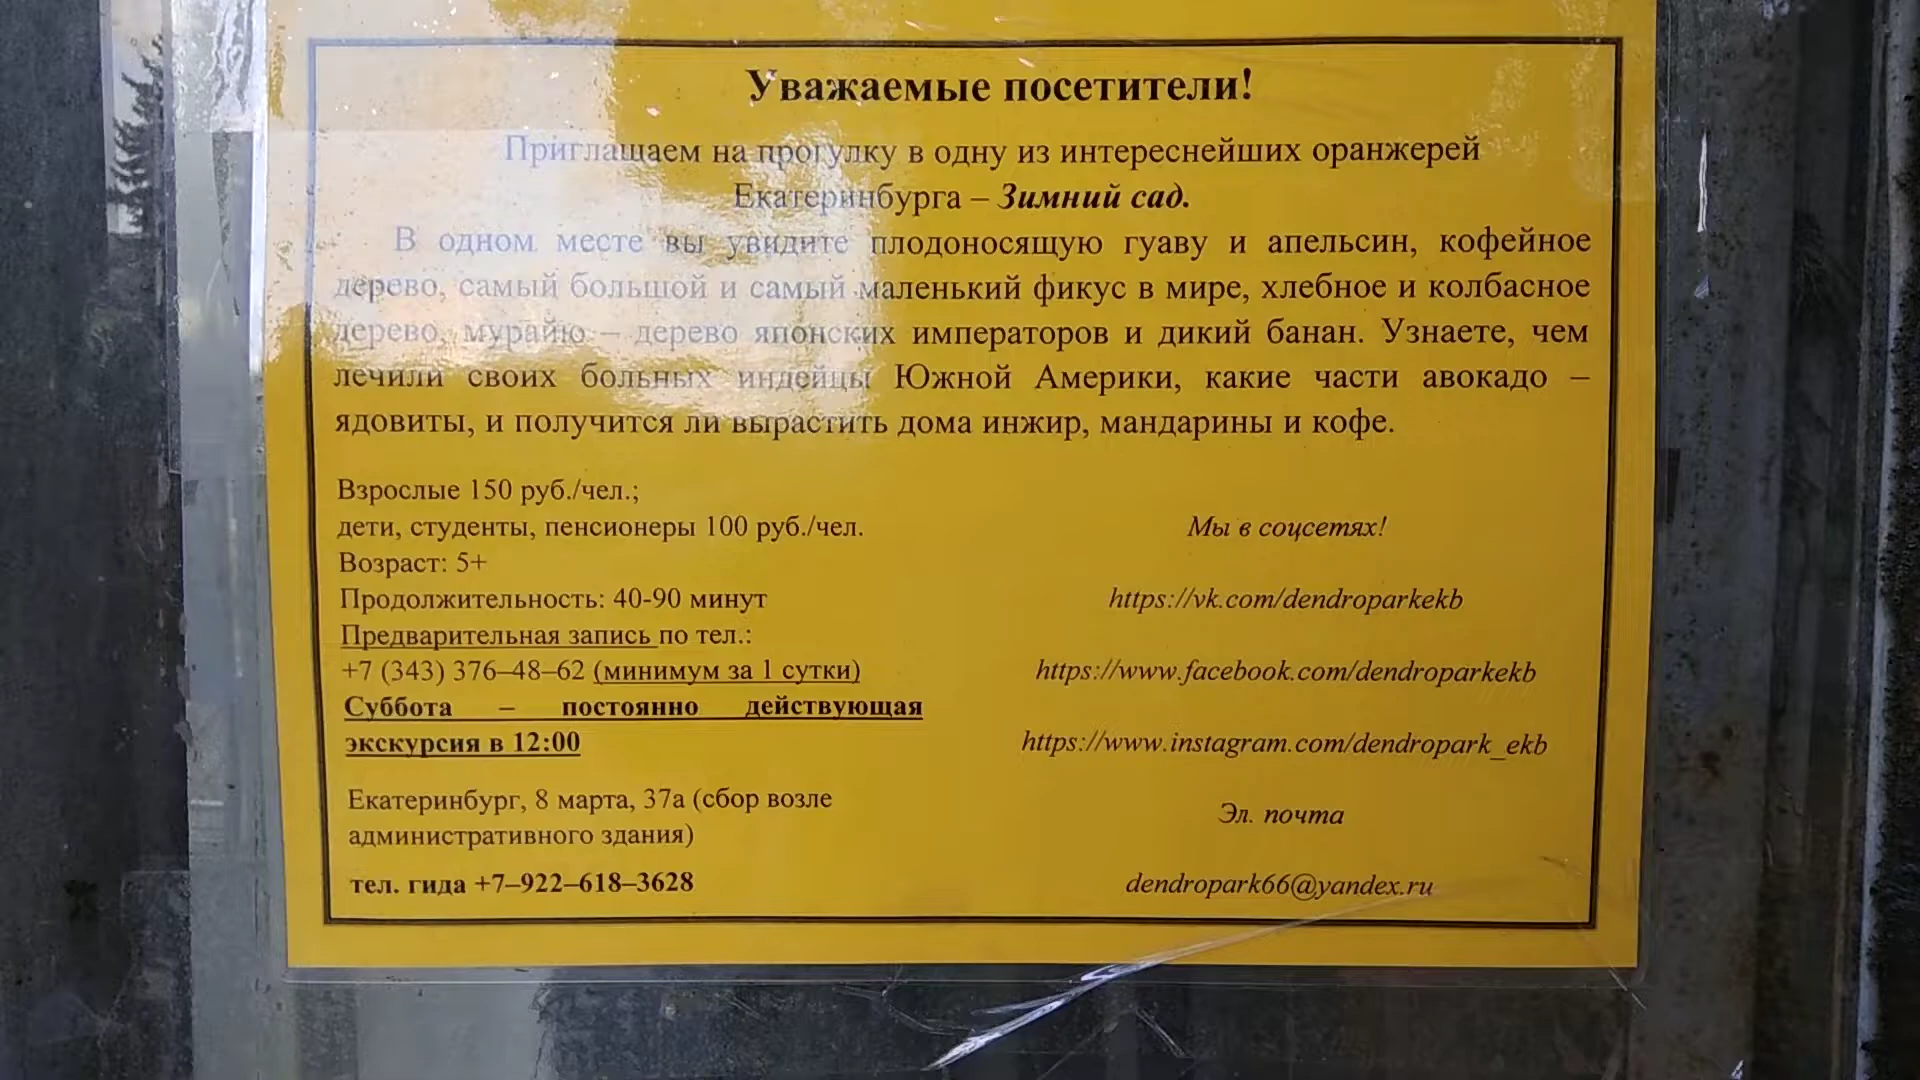 Уважаемые посетители!
Приглашаем на прогулку в одну из интереснейших оранжерей
Екатеринбурга – Зимний сад.
В одном месте вы увидите плодоносящую гуаву и апельсин, кофейное
дерево, самый большой и самый маленький фикус в мире, хлебное и колбасное
дерево, мурайю – дерево японских императоров и дикий банан. Узнаете, чем
лечили своих больных индейцы Южной Америки, какие части авокадо –
ядовиты, и получится ли вырастить дома инжир, мандарины и кофе.
Взрослые 150 руб./чел.;
дети, студенты, пенсионеры 100 руб./чел.
Возраст: 5+
Продолжительность: 40-90 минут
Предварительная запись по тел.:
+7 (343) 376–48–62 (минимум за 1 сутки)
Суббота – постоянно действующая
экскурсия в 12:00
Екатеринбург, 8 марта, 37а (сбор возле
административного здания)
тел. гида +7–922–618–3628
Мы в соцсетях!
https://vk.com/dendroparkekb
https://www.facebook.com/dendroparkekb
https://www.instagram.com/dendropark_ekb
Эл. почта
dendropark66@yandex.ru